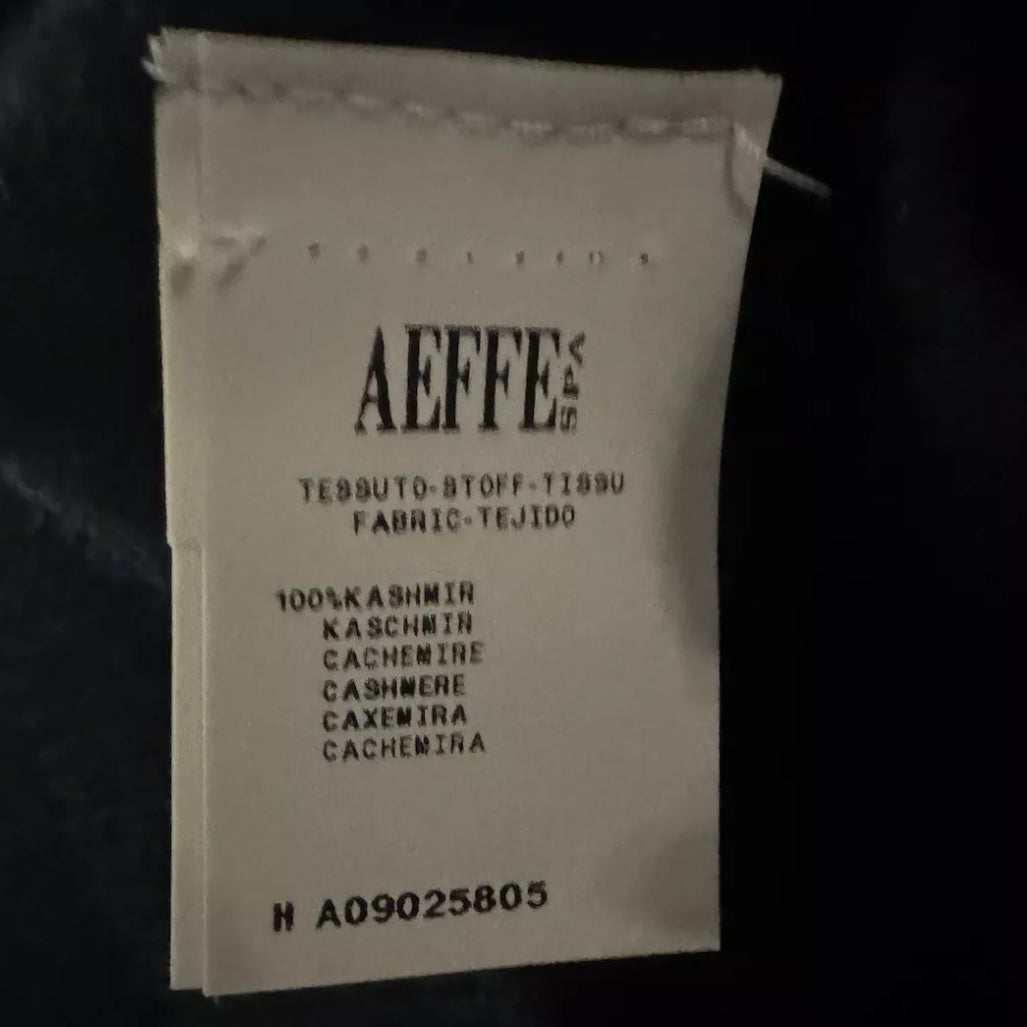 AEFFE SPA
TESSUTO-STOFF-TISSU
FABRIC-TEJIDO
100%KASHMIR
KASCHMIR
CACHEMIRE
CASHMERE
CAXEMIRA
CACHEMIRA
H A09025805